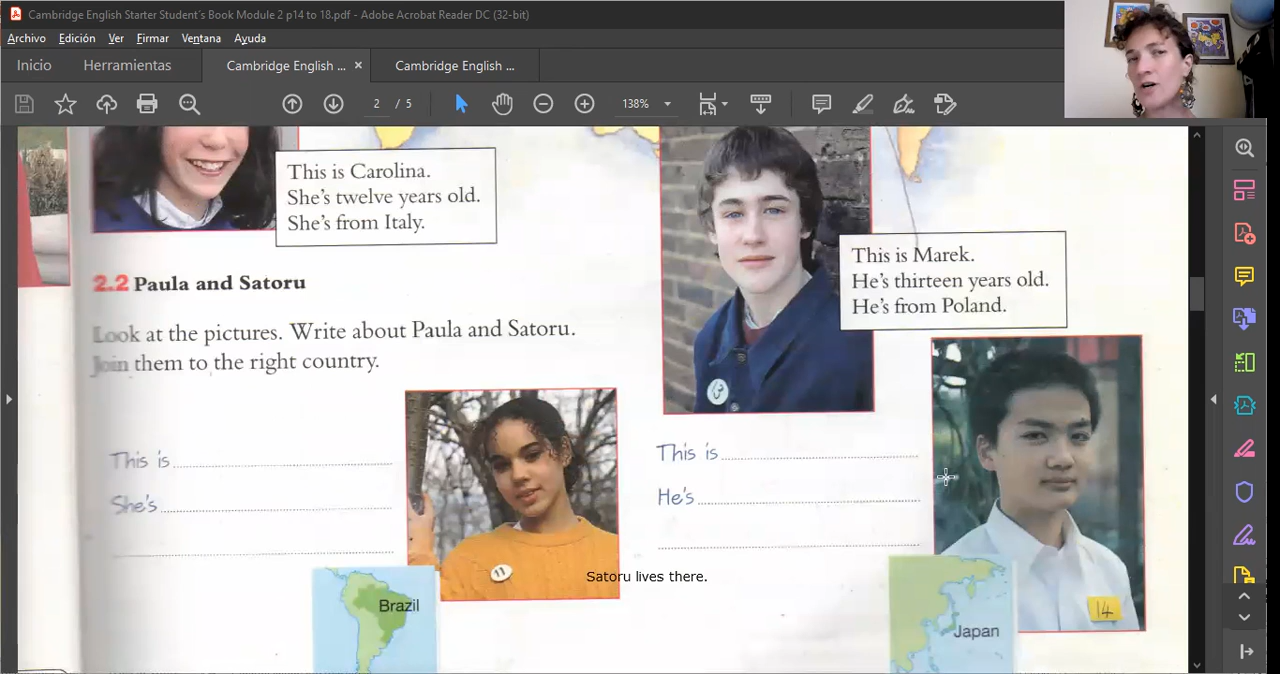 Cambridge English Starter Student´s Book Module 2 p14 to 18.pdf - Adobe Acrobat Reader DC (32-bit)
Archivo Edición Ver Firmar Ventana Ayuda
Inicio Herramientas Cambridge English ... × Cambridge English ...
2 / 5 138%
This is Carolina.
She's twelve years old.
She's from Italy.
This is Marek.
He's thirteen years old.
He's from Poland.
2.2 Paula and Satoru
Look at the pictures. Write about Paula and Satoru.
Join them to the right country.
This is
She's
11
Brazil
This is
He's
14
Japan
Satoru lives there.